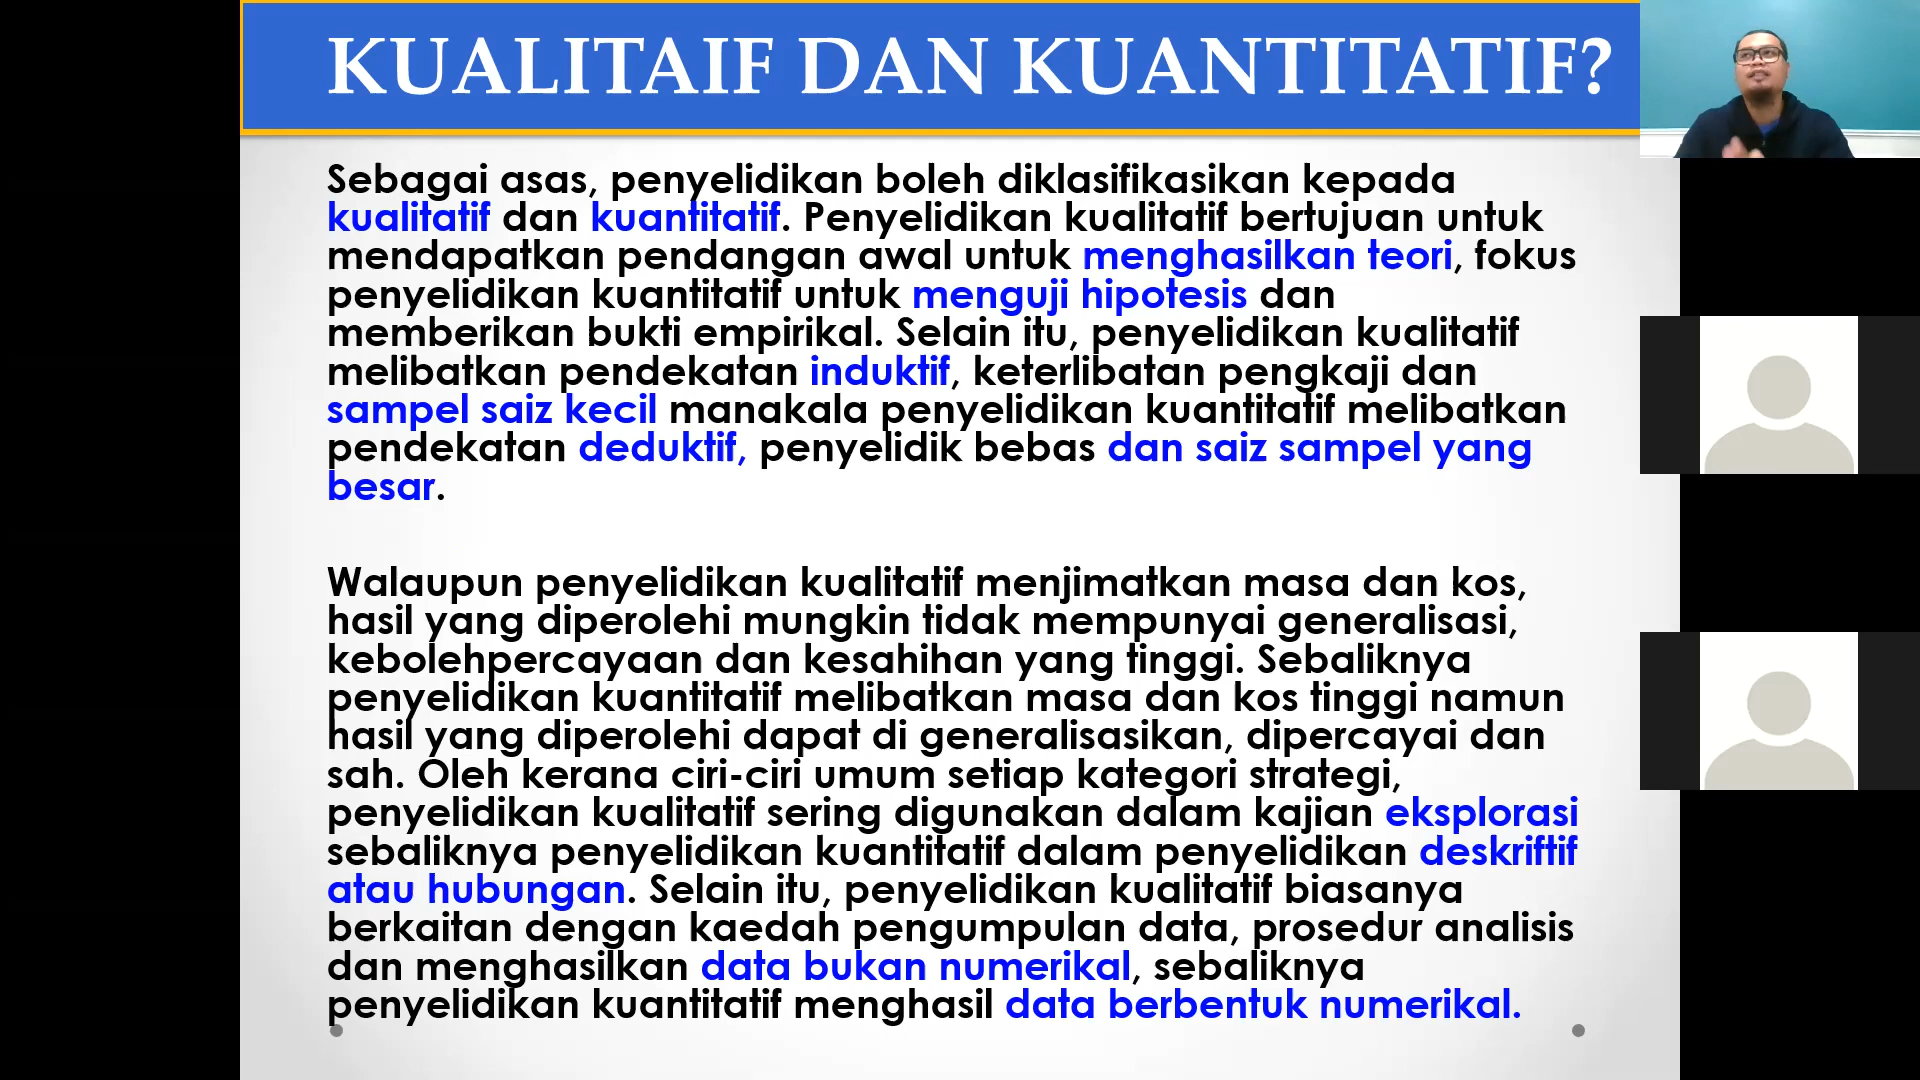 KUALITAIF DAN KUANTITATIF?
Sebagai asas, penyelidikan boleh diklasifikasikan kepada
kualitatif dan kuantitatif. Penyelidikan kualitatif bertujuan untuk
mendapatkan pendangan awal untuk menghasilkan teori, fokus
penyelidikan kuantitatif untuk menguji hipotesis dan
memberikan bukti empirikal. Selain itu, penyelidikan kualitatif
melibatkan pendekatan induktif, keterlibatan pengkaji dan
sampel saiz kecil manakala penyelidikan kuantitatif melibatkan
pendekatan deduktif, penyelidik bebas dan saiz sampel yang
besar.
Walaupun penyelidikan kualitatif menjimatkan masa dan kos,
hasil yang diperolehi mungkin tidak mempunyai generalisasi,
kebolehpercayaan dan kesahihan yang tinggi. Sebaliknya
penyelidikan kuantitatif melibatkan masa dan kos tinggi namun
hasil yang diperolehi dapat di generalisasikan, dipercayai dan
sah. Oleh kerana ciri-ciri umum setiap kategori strategi,
penyelidikan kualitatif sering digunakan dalam kajian eksplorasi
sebaliknya penyelidikan kuantitatif dalam penyelidikan deskriftif
atau hubungan. Selain itu, penyelidikan kualitatif biasanya
berkaitan dengan kaedah pengumpulan data, prosedur analisis
dan menghasilkan data bukan numerikal, sebaliknya
penyelidikan kuantitatif menghasil data berbentuk numerikal.